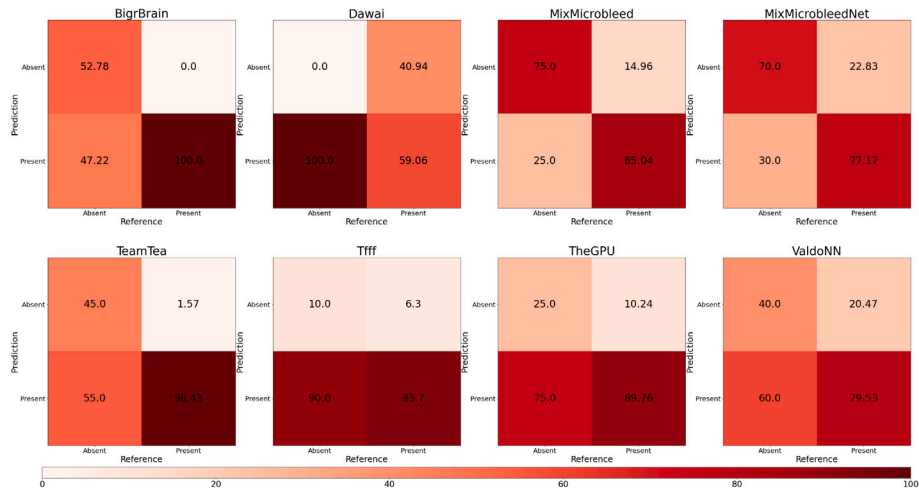 BigrBrain Dawai MixMicrobleed MixMicrobleedNet
Absent 52.78 0.0 Absent 0.0 40.94 Absent 75.0 14.96 Absent 70.0 22.83
Prediction Prediction Prediction Prediction
Present 47.22 100.0 Present 100.0 59.06 Present 25.0 85.04 Present 30.0 77.17
Absent Present Absent Present Absent Present Absent Present
Reference Reference Reference Reference
TeamTea Tfff TheGPU ValdoNN
Absent 45.0 1.57 Absent 10.0 6.3 Absent 25.0 10.24 Absent 40.0 20.47
Prediction Prediction Prediction Prediction
Present 55.0 98.43 Present 90.0 93.7 Present 75.0 89.76 Present 60.0 79.53
Absent Present Absent Present Absent Present Absent Present
Reference Reference Reference Reference
0 20 40 60 80 100